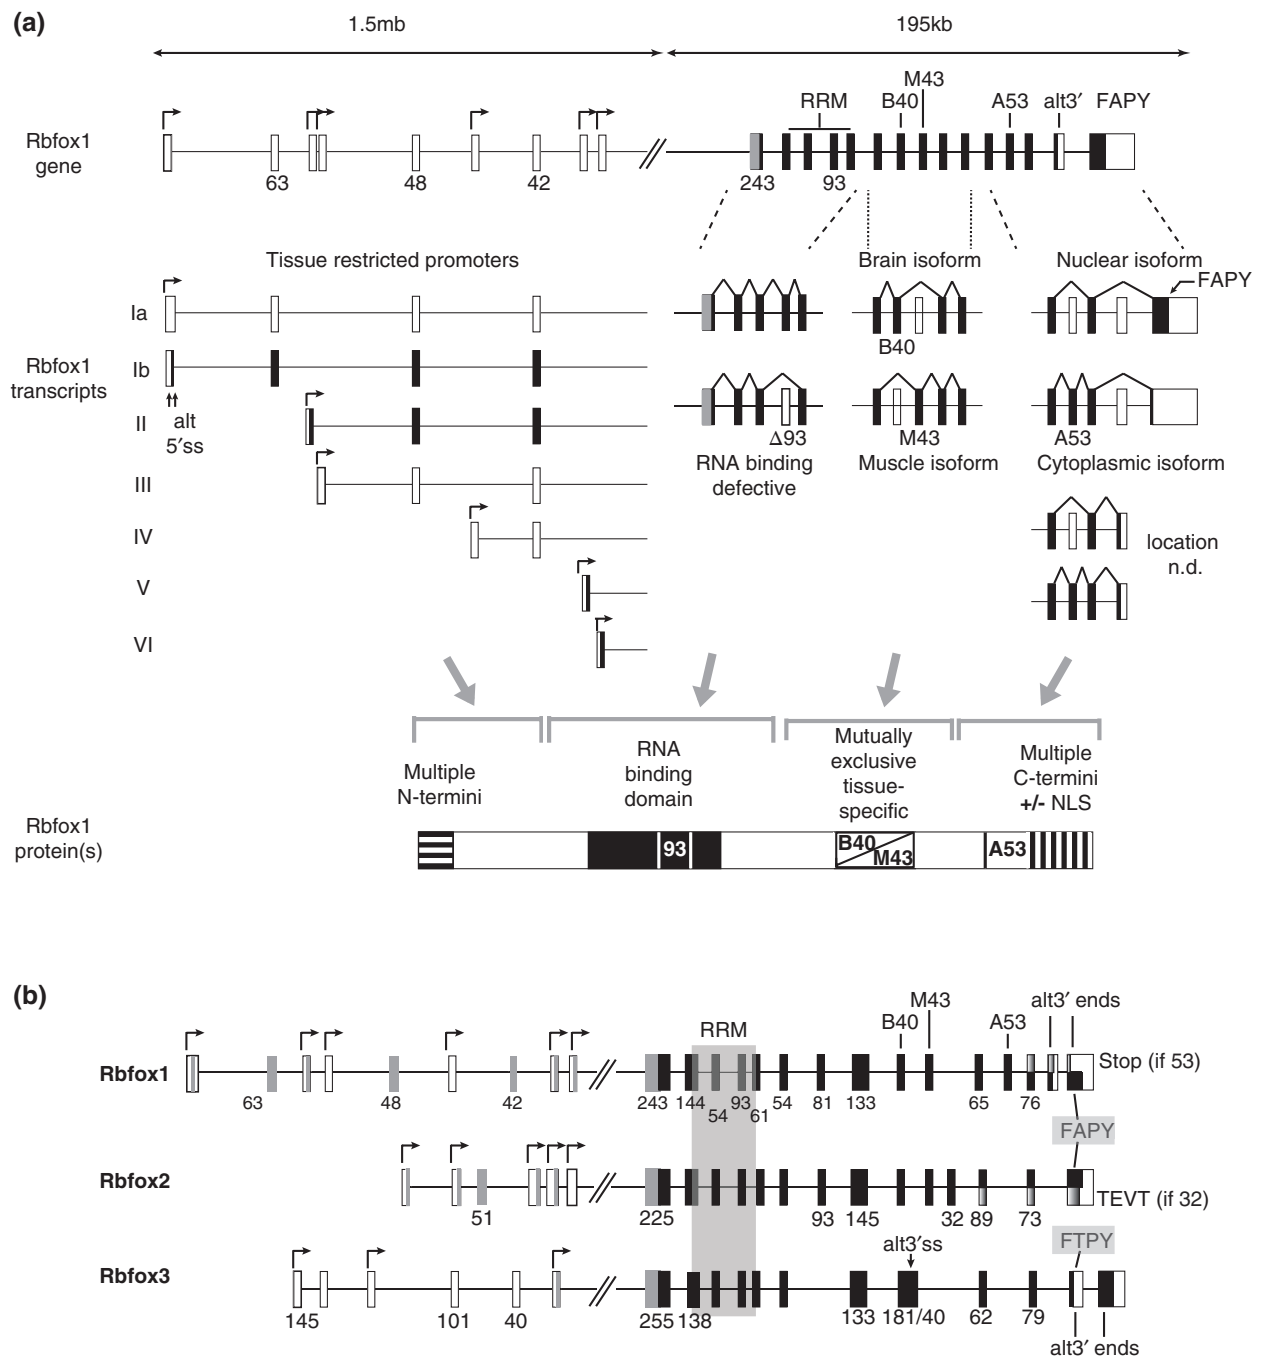 (a)
1.5mb
195kb
Rbfox1
gene
RRM
B40
M43
A53
alt3′
FAPY
63
48
42
243
93
Tissue restricted promoters
Brain isoform
Nuclear isoform
FAPY
Rbfox1
transcripts
Ia
Ib
alt
5′ss
II
III
IV
V
VI
B40
Δ93
RNA binding
defective
M43
Muscle isoform
A53
Cytoplasmic isoform
location
n.d.
Multiple
N-termini
RNA
binding
domain
Mutually
exclusive
tissue-
specific
Multiple
C-termini
+/- NLS
Rbfox1
protein(s)
93
B40
M43
A53
(b)
RRM
B40
M43
A53
alt3′ ends
Rbfox1
Stop (if 53)
63
48
42
243
144
54
93
61
54
81
133
65
76
FAPY
Rbfox2
TEVT (if 32)
51
225
93
145
32
89
73
FTPY
alt3′ss
Rbfox3
145
101
40
255
138
133
181/40
62
79
alt3′ ends